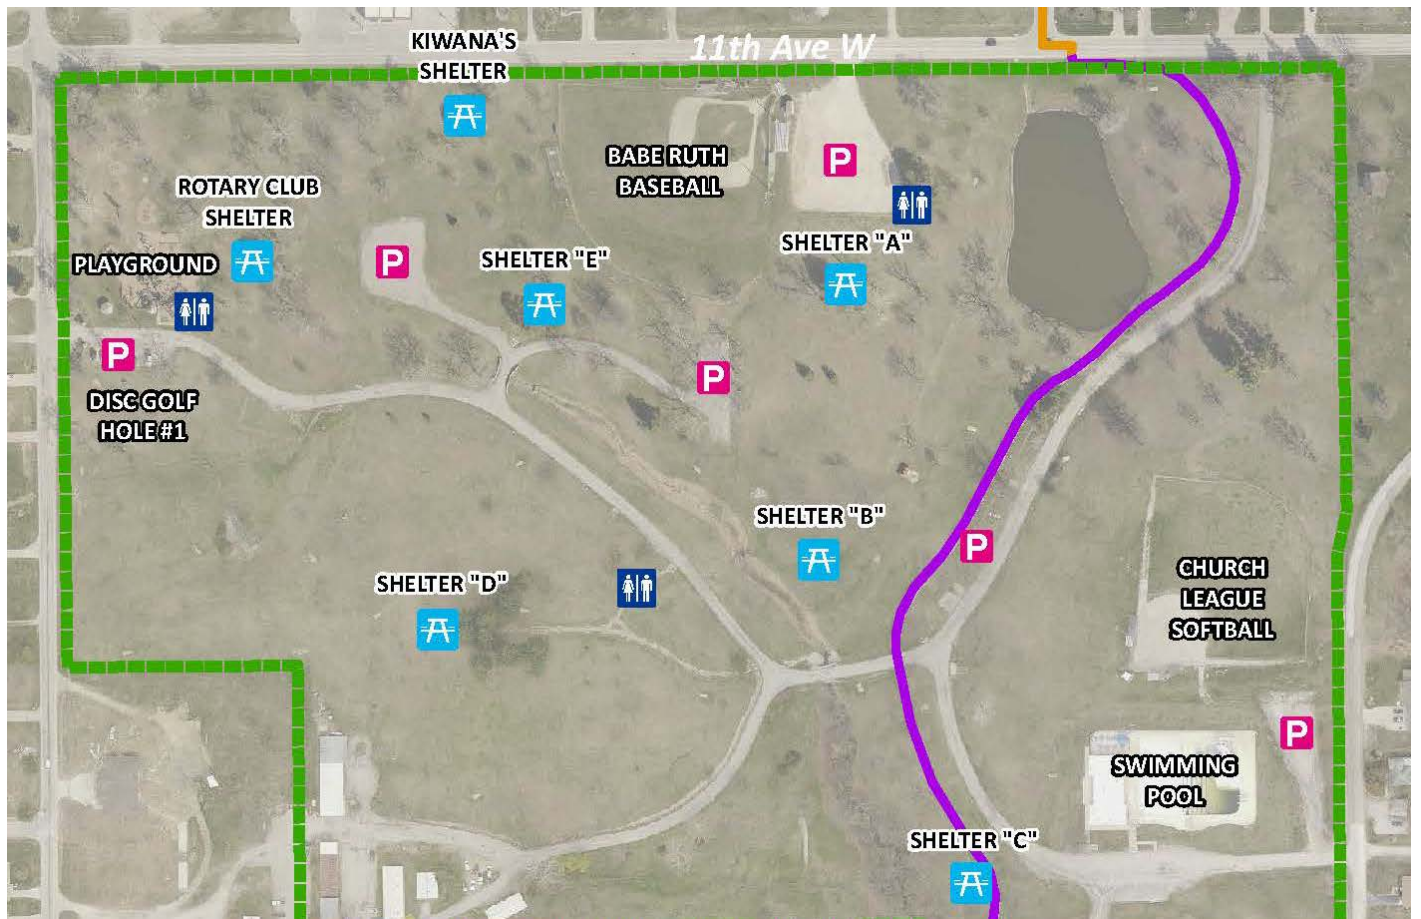 11th Ave W
KIWANA'S
SHELTER
BABE RUTH
BASEBALL
P
ROTARY CLUB
SHELTER
PLAYGROUND
P
SHELTER "E"
SHELTER "A"
P
DISC GOLF
HOLE #1
P
SHELTER "B"
P
SHELTER "D"
CHURCH
LEAGUE
SOFTBALL
P
SWIMMING
POOL
SHELTER "C"